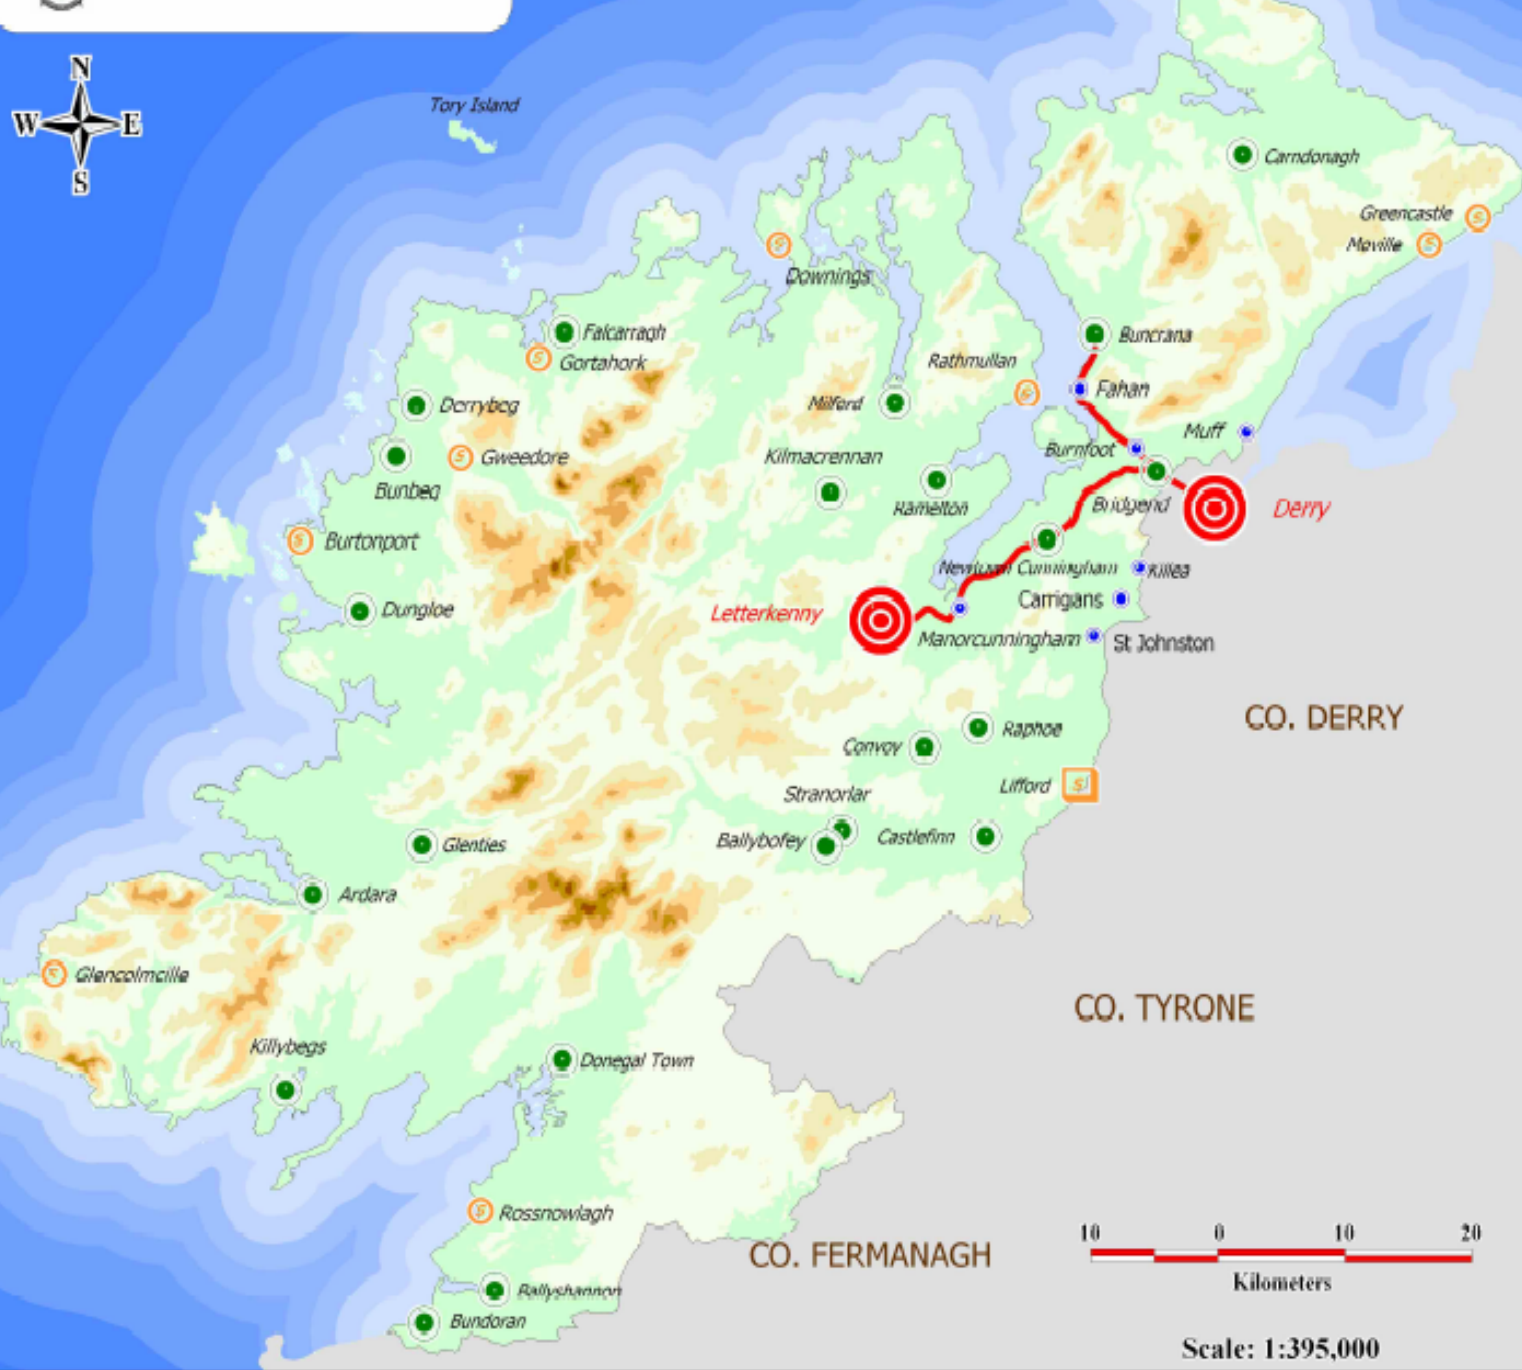 N
W E
S
Tory Island
Carndonagh
Greencastle
Moville
Downings
Falcarragh
Gortahork
Buncrana
Rathmullan
Fahan
Milford
Derrybeg
Muff
Burnfoot
Kilmacrennan
Gweedore
Bunbeg
Ramelton
Bridgend
Derry
Burtonport
Newtown Cunningham
Killea
Carrigans
Dungloe
Letterkenny
Manorcunningham
St Johnston
CO. DERRY
Raphoe
Convoy
Lifford
Stranorlar
Ballybofey
Castlefinn
Glenties
Ardara
Glencolmcille
CO. TYRONE
Killybegs
Donegal Town
Rossnowlagh
10 0 10 20
CO. FERMANAGH
Kilometers
Ballyshannon
Bundoran
Scale: 1:395,000